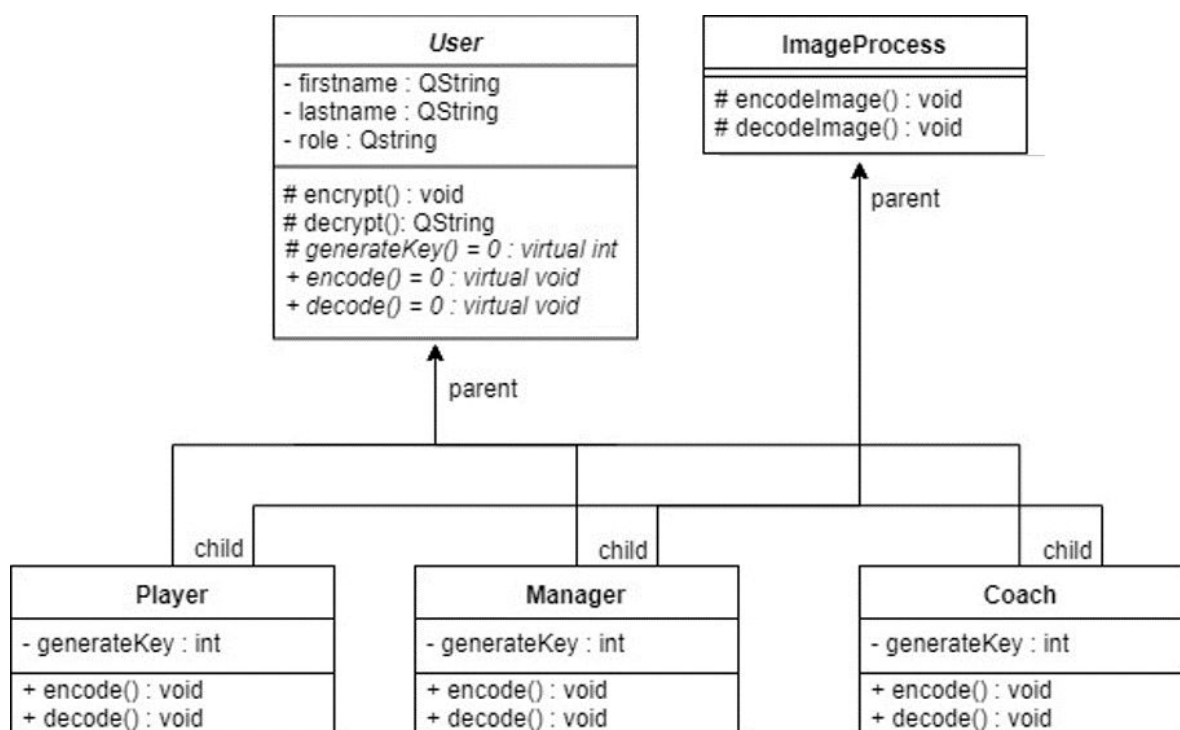 User
- firstname : QString
- lastname : QString
- role : Qstring
# encrypt() : void
# decrypt(): QString
# generateKey() = 0 : virtual int
+ encode() = 0 : virtual void
+ decode() = 0 : virtual void
ImageProcess
# encodeImage() : void
# decodeImage() : void
parent
parent
child
child
child
Player
- generateKey : int
+ encode() : void
+ decode() : void
Manager
- generateKey : int
+ encode() : void
+ decode() : void
Coach
- generateKey : int
+ encode() : void
+ decode() : void